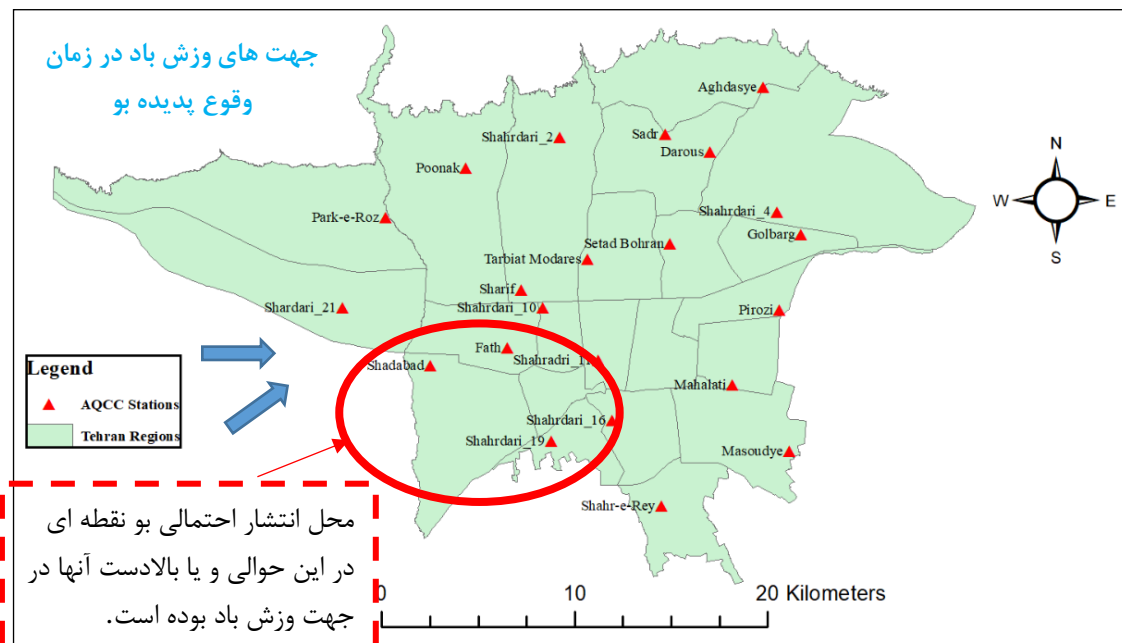 جهت های وزش باد در زمان
وقوع پدیده بو
Aghdasye
Sadr
Shahrdari_2
Darous
Poonak
N
W
E
S
Park-e-Roz
Shahrdari_4
Golbarg
Setad Bohran
Tarbiat Modares
Sharif
Shardari_21
Shahrdari_10
Pirozi
Fath
Shahradri_11
Shadabad
Legend
AQCC Stations
Tehran Regions
Mahalati
Shahrdari_16
Shahrdari_19
Masoudye
Shahr-e-Rey
محل انتشار احتمالی بو نقطه ای
در این حوالی و یا بالادست آنها در
جهت وزش باد بوده است.
0 10 20 Kilometers